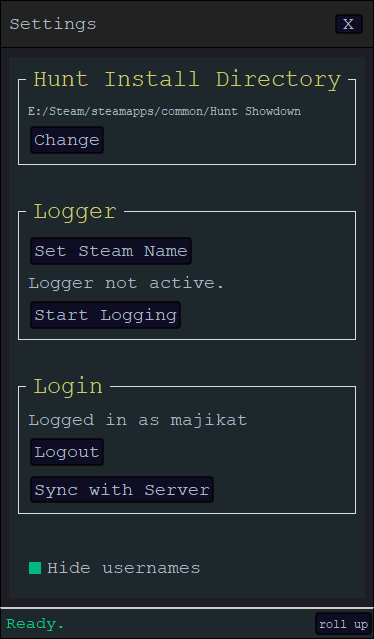 Settings
X
Hunt Install Directory
E:/Steam/steamapps/common/Hunt Showdown
Change
Logger
Set Steam Name
Logger not active.
Start Logging
Login
Logged in as majikat
Logout
Sync with Server
Hide usernames
Ready.
roll up